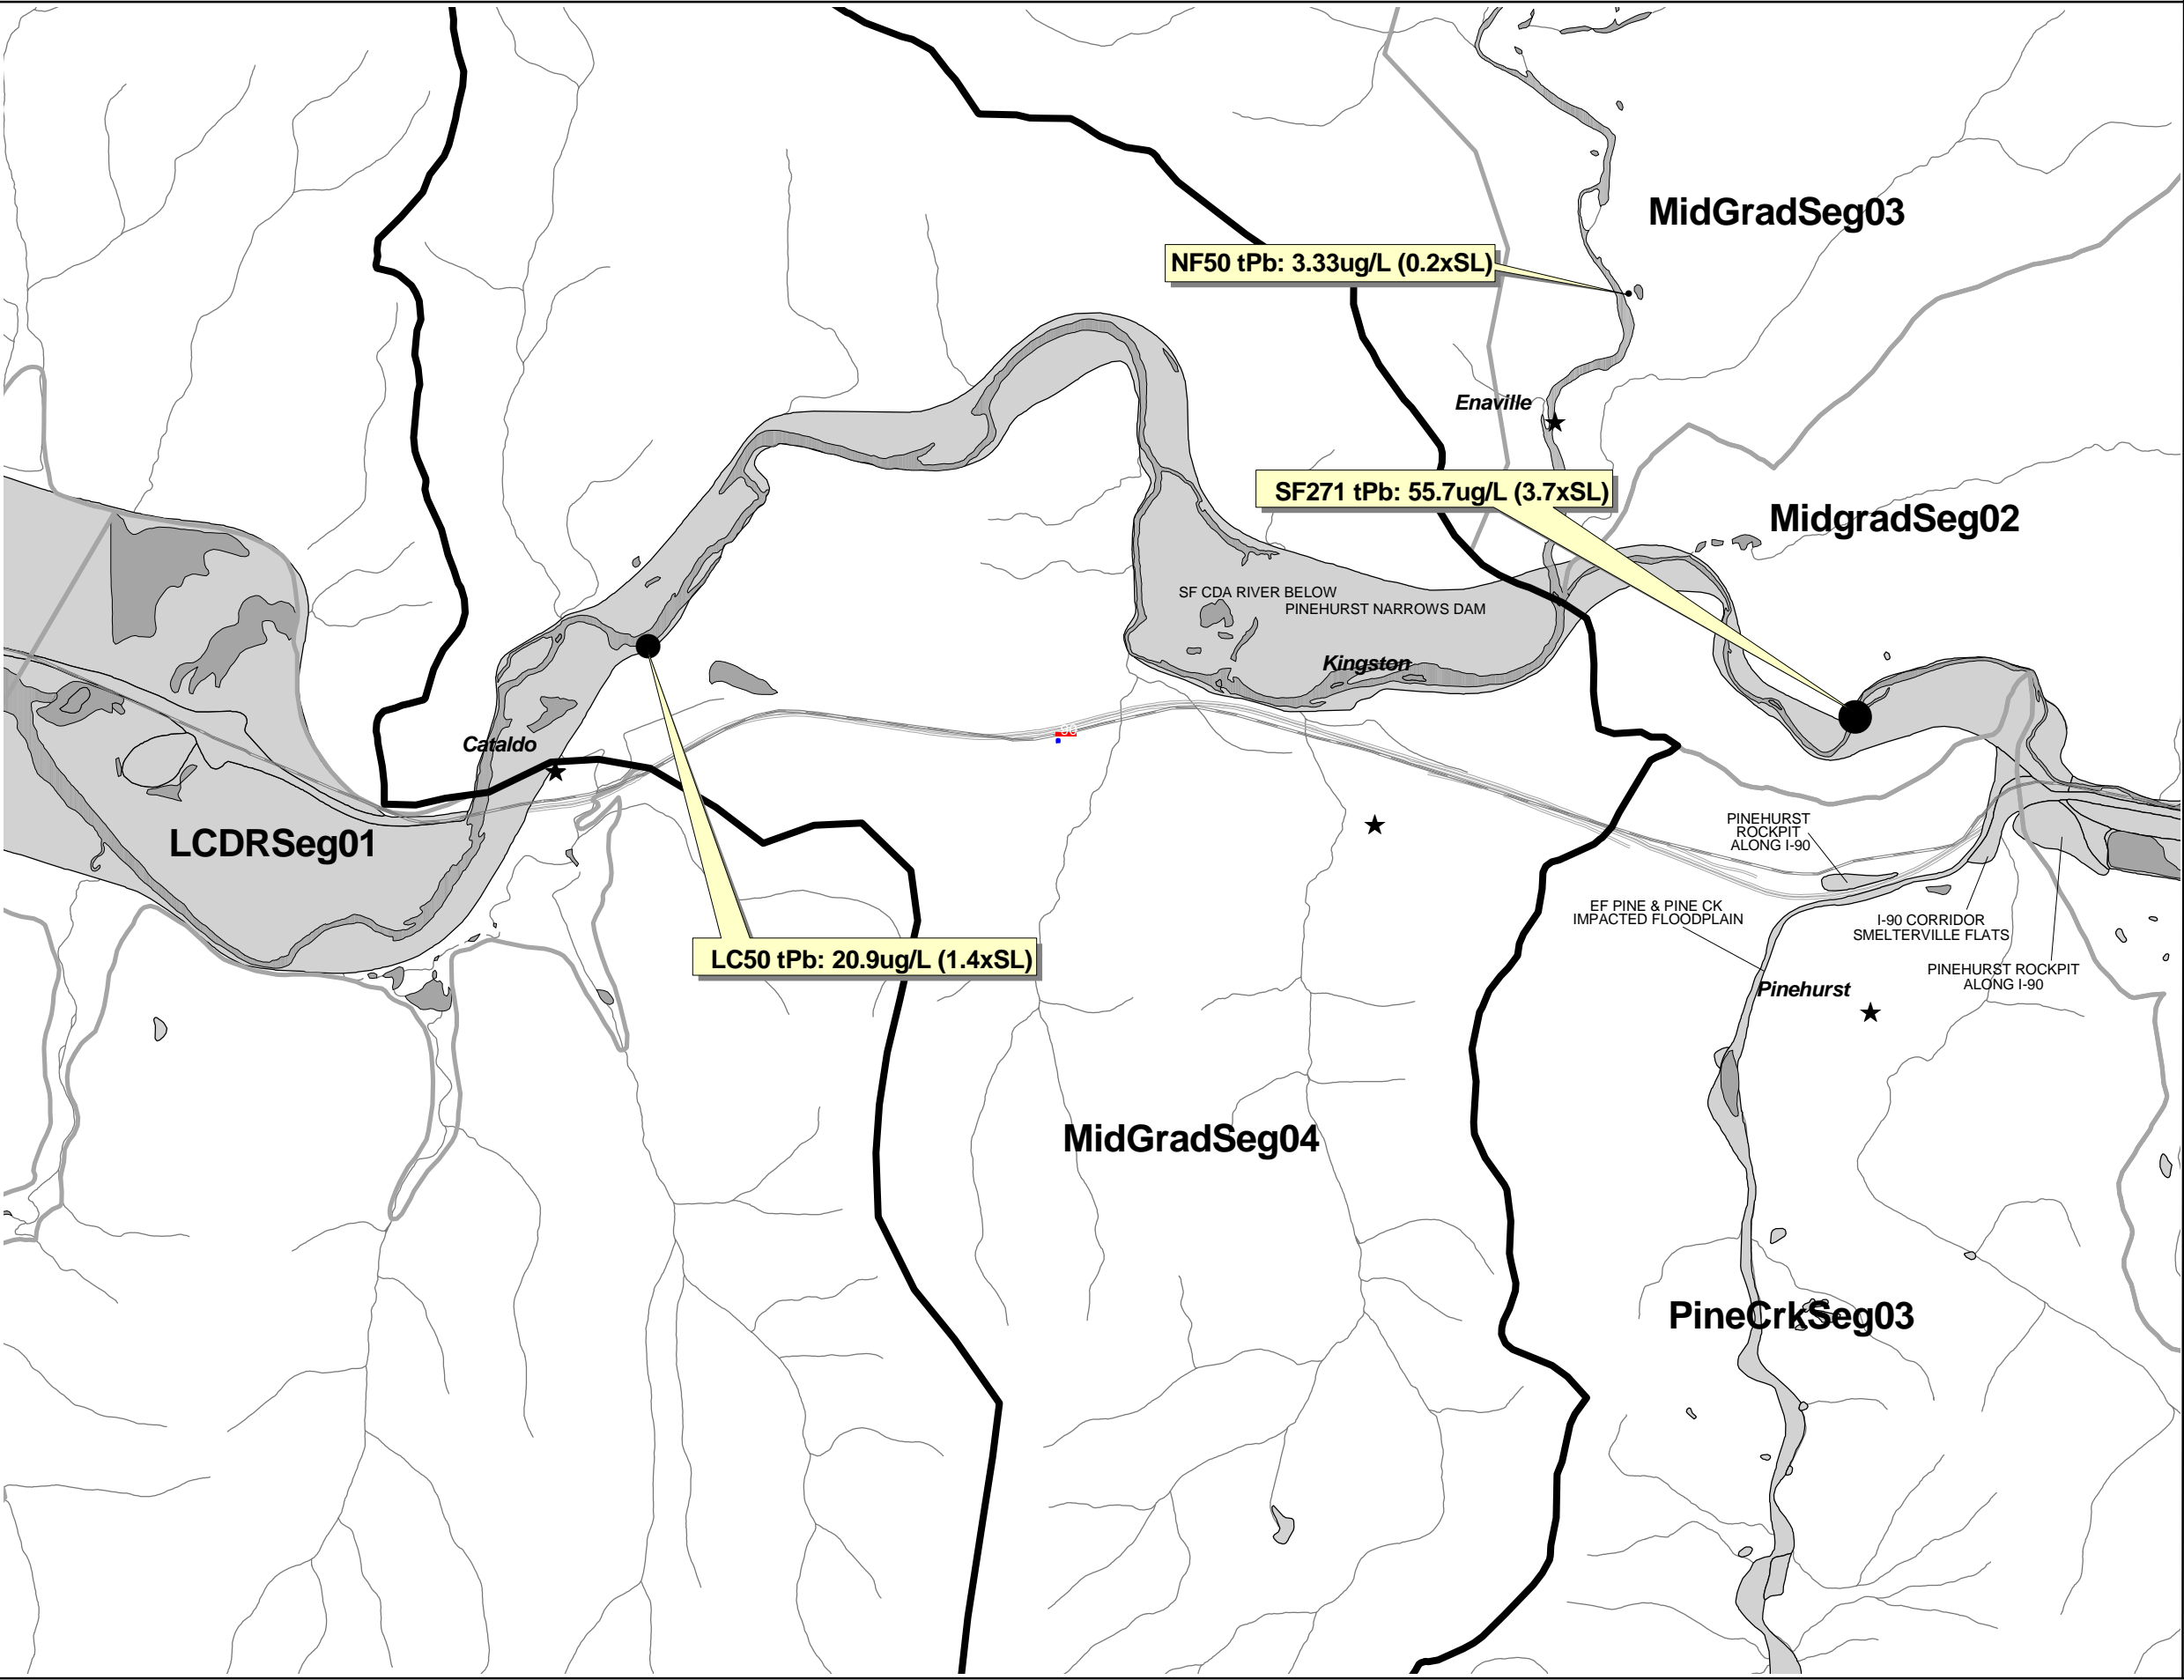 MidGradSeg03
NF50 tPb: 3.33ug/L (0.2xSL)
Enaville
SF271 tPb: 55.7ug/L (3.7xSL)
MidgradSeg02
SF CDA RIVER BELOW
PINEHURST NARROWS DAM
Kingston
90
Cataldo
LCDRSeg01
PINEHURST
ROCKPIT
ALONG I-90
EF PINE & PINE CK
IMPACTED FLOODPLAIN
I-90 CORRIDOR
SMELTERVILLE FLATS
LC50 tPb: 20.9ug/L (1.4xSL)
PINEHURST ROCKPIT
ALONG I-90
Pinehurst
MidGradSeg04
PineCrkSeg03